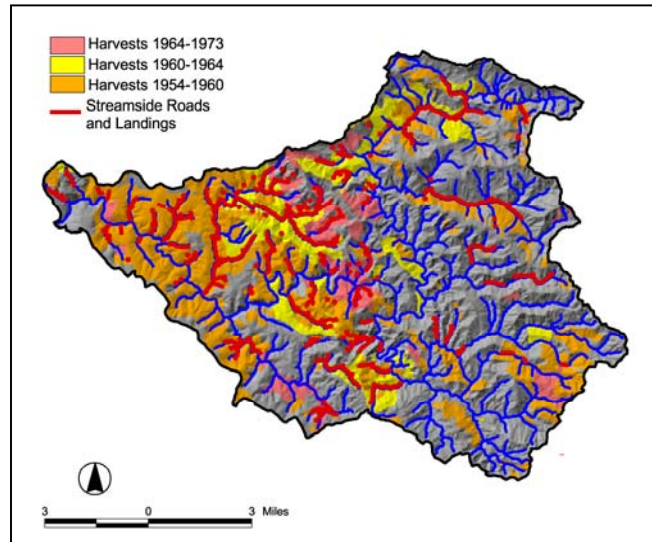 Harvests 1964-1973
Harvests 1960-1964
Harvests 1954-1960
Streamside Roads
and Landings
3 0 3 Miles